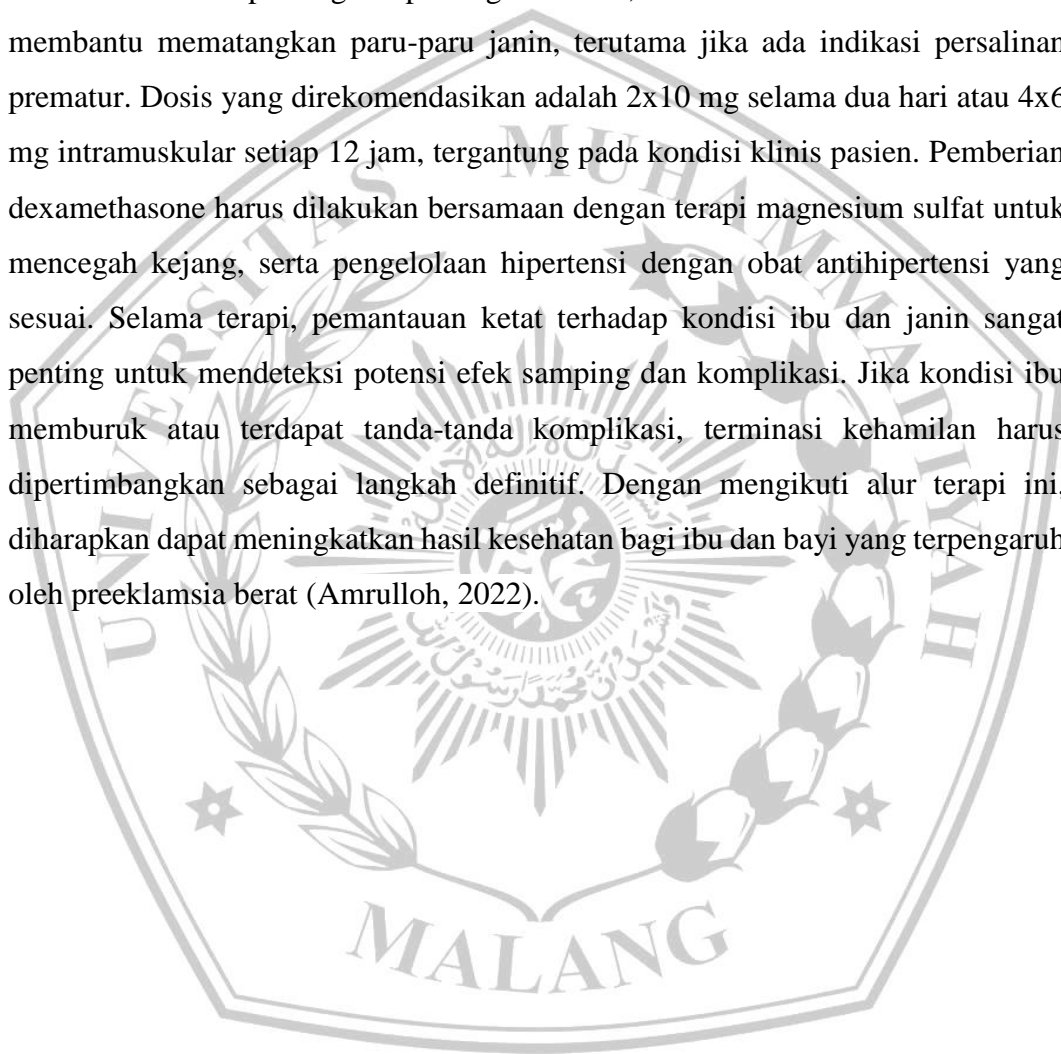 membantu mematangkan paru-paru janin, terutama jika ada indikasi persalinan
prematur. Dosis yang direkomendasikan adalah 2x10 mg selama dua hari atau 4x6
mg intramuskular setiap 12 jam, tergantung pada kondisi klinis pasien. Pemberian
dexamethasone harus dilakukan bersamaan dengan terapi magnesium sulfat untuk
mencegah kejang, serta pengelolaan hipertensi dengan obat antihipertensi yang
sesuai. Selama terapi, pemantauan ketat terhadap kondisi ibu dan janin sangat
penting untuk mendeteksi potensi efek samping dan komplikasi. Jika kondisi ibu
memburuk atau terdapat tanda-tanda komplikasi, terminasi kehamilan harus
dipertimbangkan sebagai langkah definitif. Dengan mengikuti alur terapi ini,
diharapkan dapat meningkatkan hasil kesehatan bagi ibu dan bayi yang terpengaruh
oleh preeklamsia berat (Amrulloh, 2022).
UNIVERSITAS MUHAMMADIYAH
MALANG